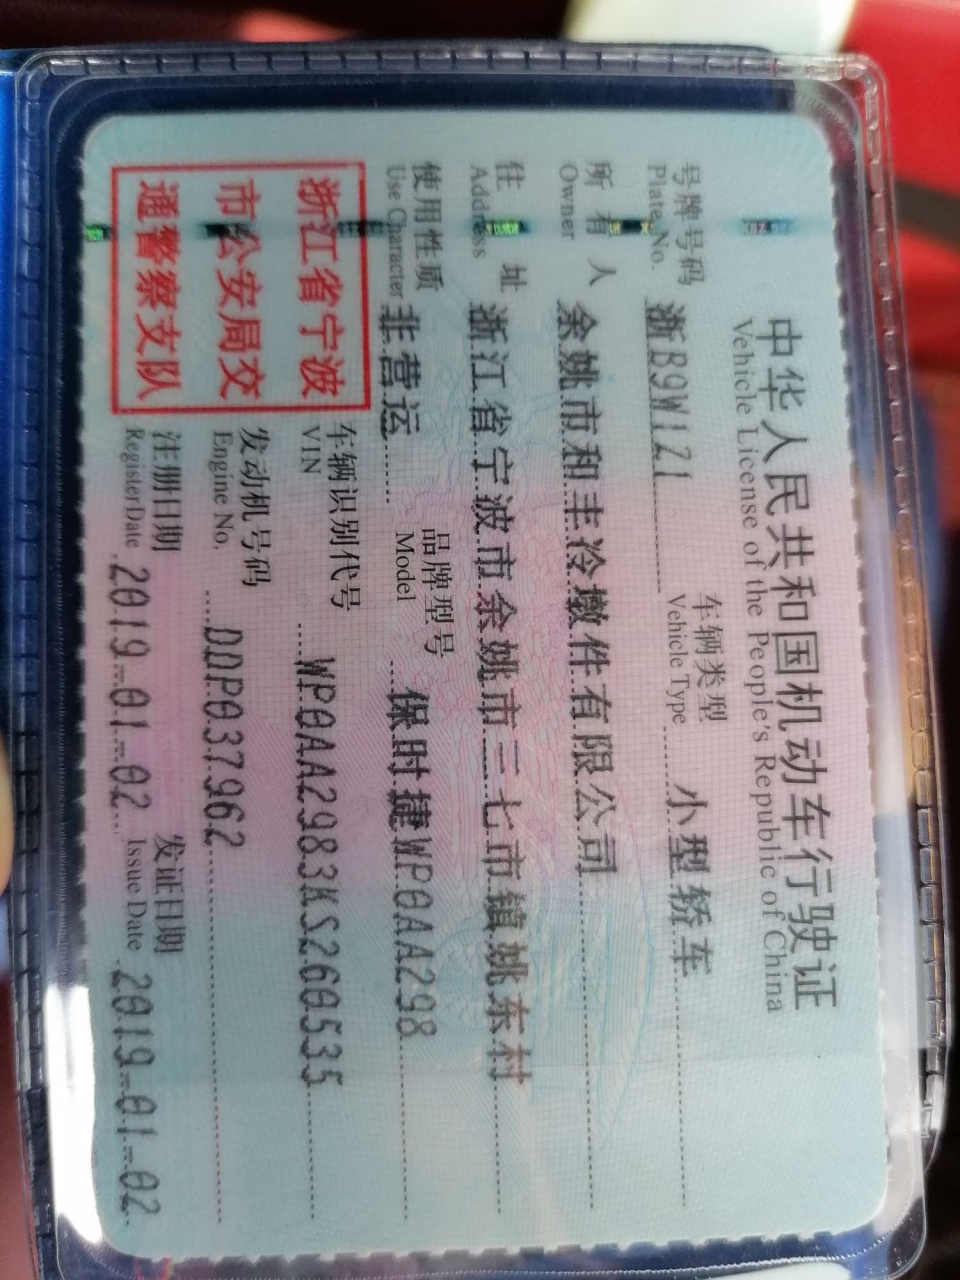 中华人民共和国机动车行驶证
Vehicle License of the People's Republic of China
号牌号码 浙B9W1Z1 车辆类型 小型轿车
Plate No. Vehicle Type
所有人 余姚市和丰冷墩件有限公司
Owner
住址 浙江省宁波市余姚市三七市镇姚东村
Address
使用性质 非营运 品牌型号 保时捷WP0AA298
Use Character Model
浙江省宁波
市公安局交
通警察支队
车辆识别代号 WP0AA2983KS260535
VIN
发动机号码 DDP037962
Engine No.
注册日期 2019-01-02 发证日期 2019-01-02
Register Date Issue Date